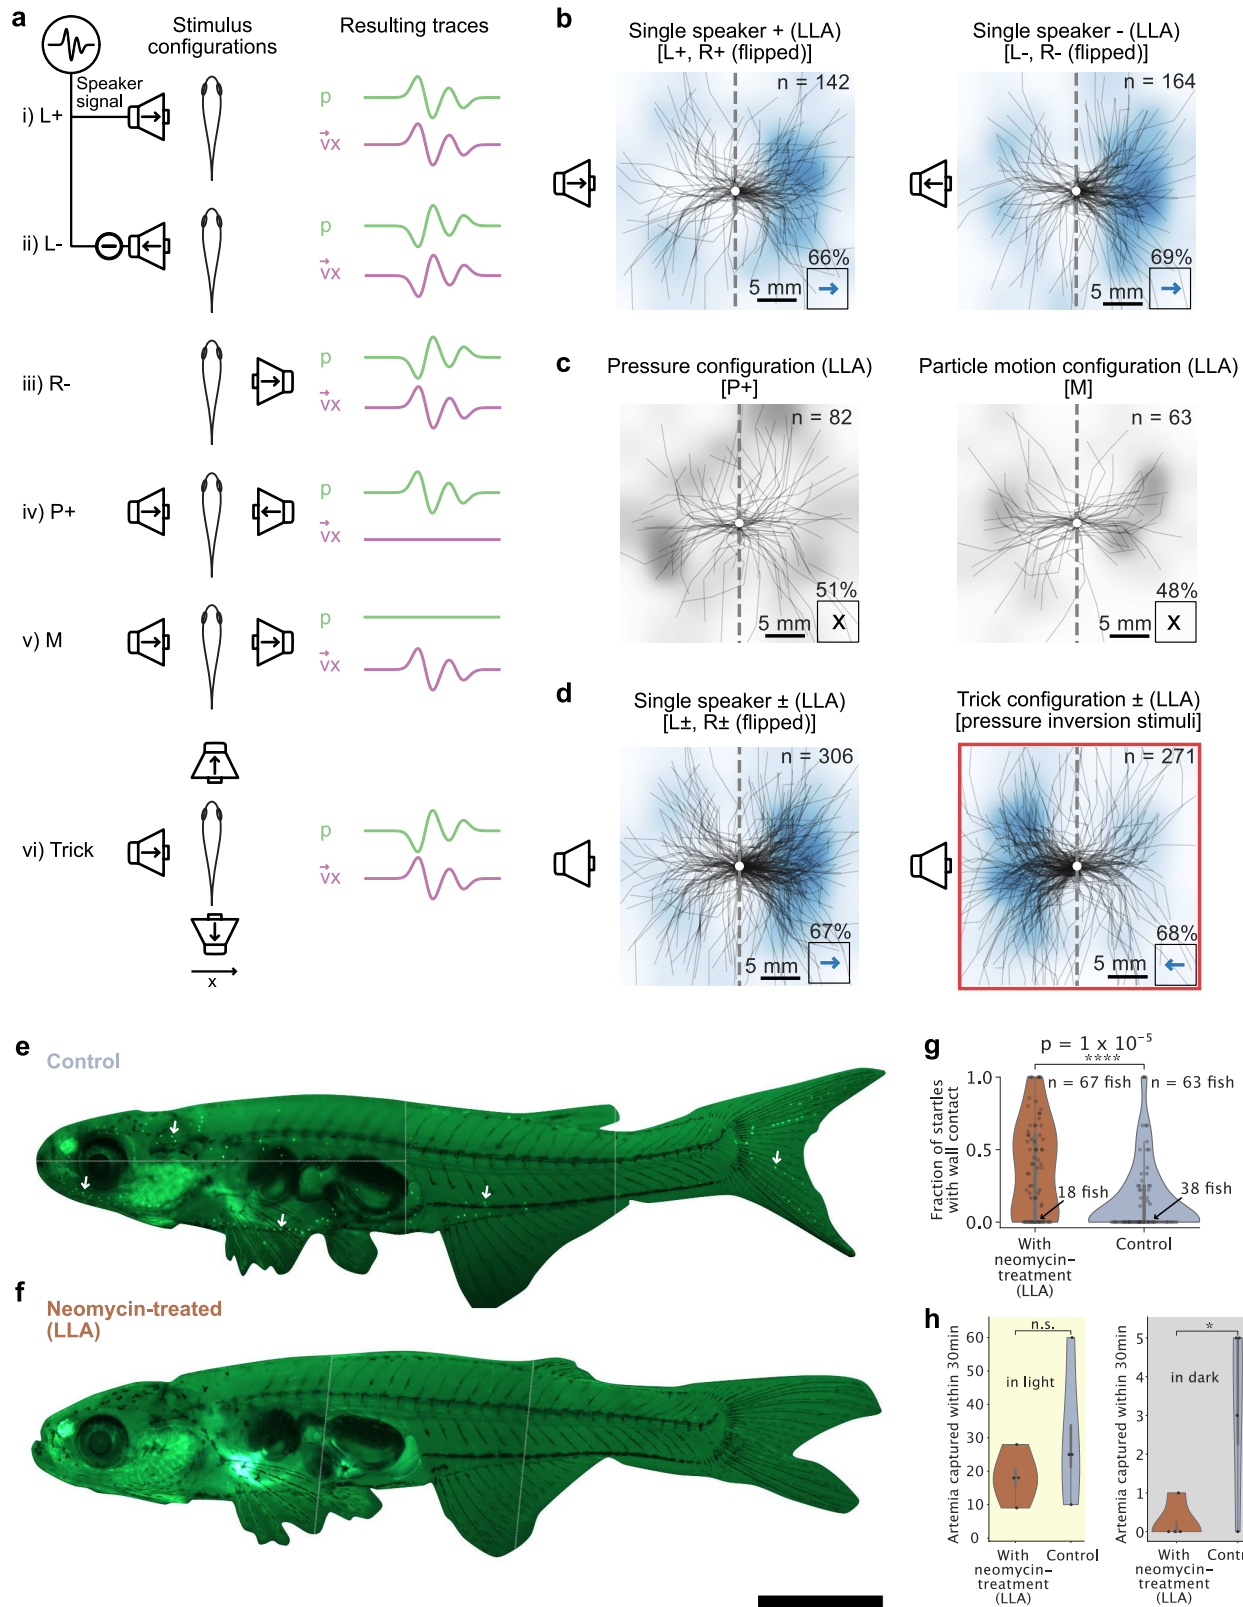 a
Stimulus
configurations
Resulting traces
Speaker
signal
i) L+
p
vx
ii) L-
p
vx
iii) R-
p
vx
iv) P+
p
vx
v) M
p
vx
vi) Trick
p
vx
x
b
Single speaker + (LLA)
[L+, R+ (flipped)]
n = 142
66%
5 mm
Single speaker - (LLA)
[L-, R- (flipped)]
n = 164
69%
5 mm
c
Pressure configuration (LLA)
[P+]
n = 82
51%
5 mm
X
Particle motion configuration (LLA)
[M]
n = 63
48%
5 mm
X
d
Single speaker ± (LLA)
[L±, R± (flipped)]
n = 306
67%
5 mm
Trick configuration ± (LLA)
[pressure inversion stimuli]
n = 271
68%
5 mm
e
Control
f
Neomycin-treated
(LLA)
g
p = 1 x 10⁻⁵
****
n = 67 fish
n = 63 fish
Fraction of startles
with wall contact
1.0
0.5
0.0
18 fish
38 fish
With
neomycin-
treatment
(LLA)
Control
h
Artemia captured within 30min
60
50
40
30
20
10
0
n.s.
in light
With
neomycin-
treatment
(LLA)
Control
Artemia captured within 30min
5
4
3
2
1
0
*
in dark
With
neomycin-
treatment
(LLA)
Contr